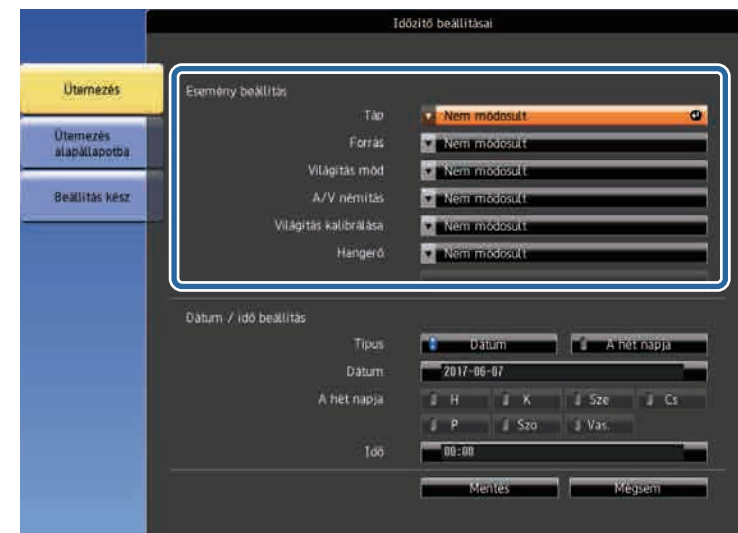 Időzítő beállításai
Ütemezés
Ütemezés alapállapotba
Beállítás kész
Esemény beállítás
Táp Nem módosult
Forrás Nem módosult
Világítás mód Nem módosult
A/V némítás Nem módosult
Világítás kalibrálása Nem módosult
Hangerő Nem módosult
Dátum / idő beállítás
Típus Dátum A hét napja
Dátum 2017-06-07
A hét napja H K Sze Cs
P Szo Vas.
Idő 00:00
Mentés Mégsem